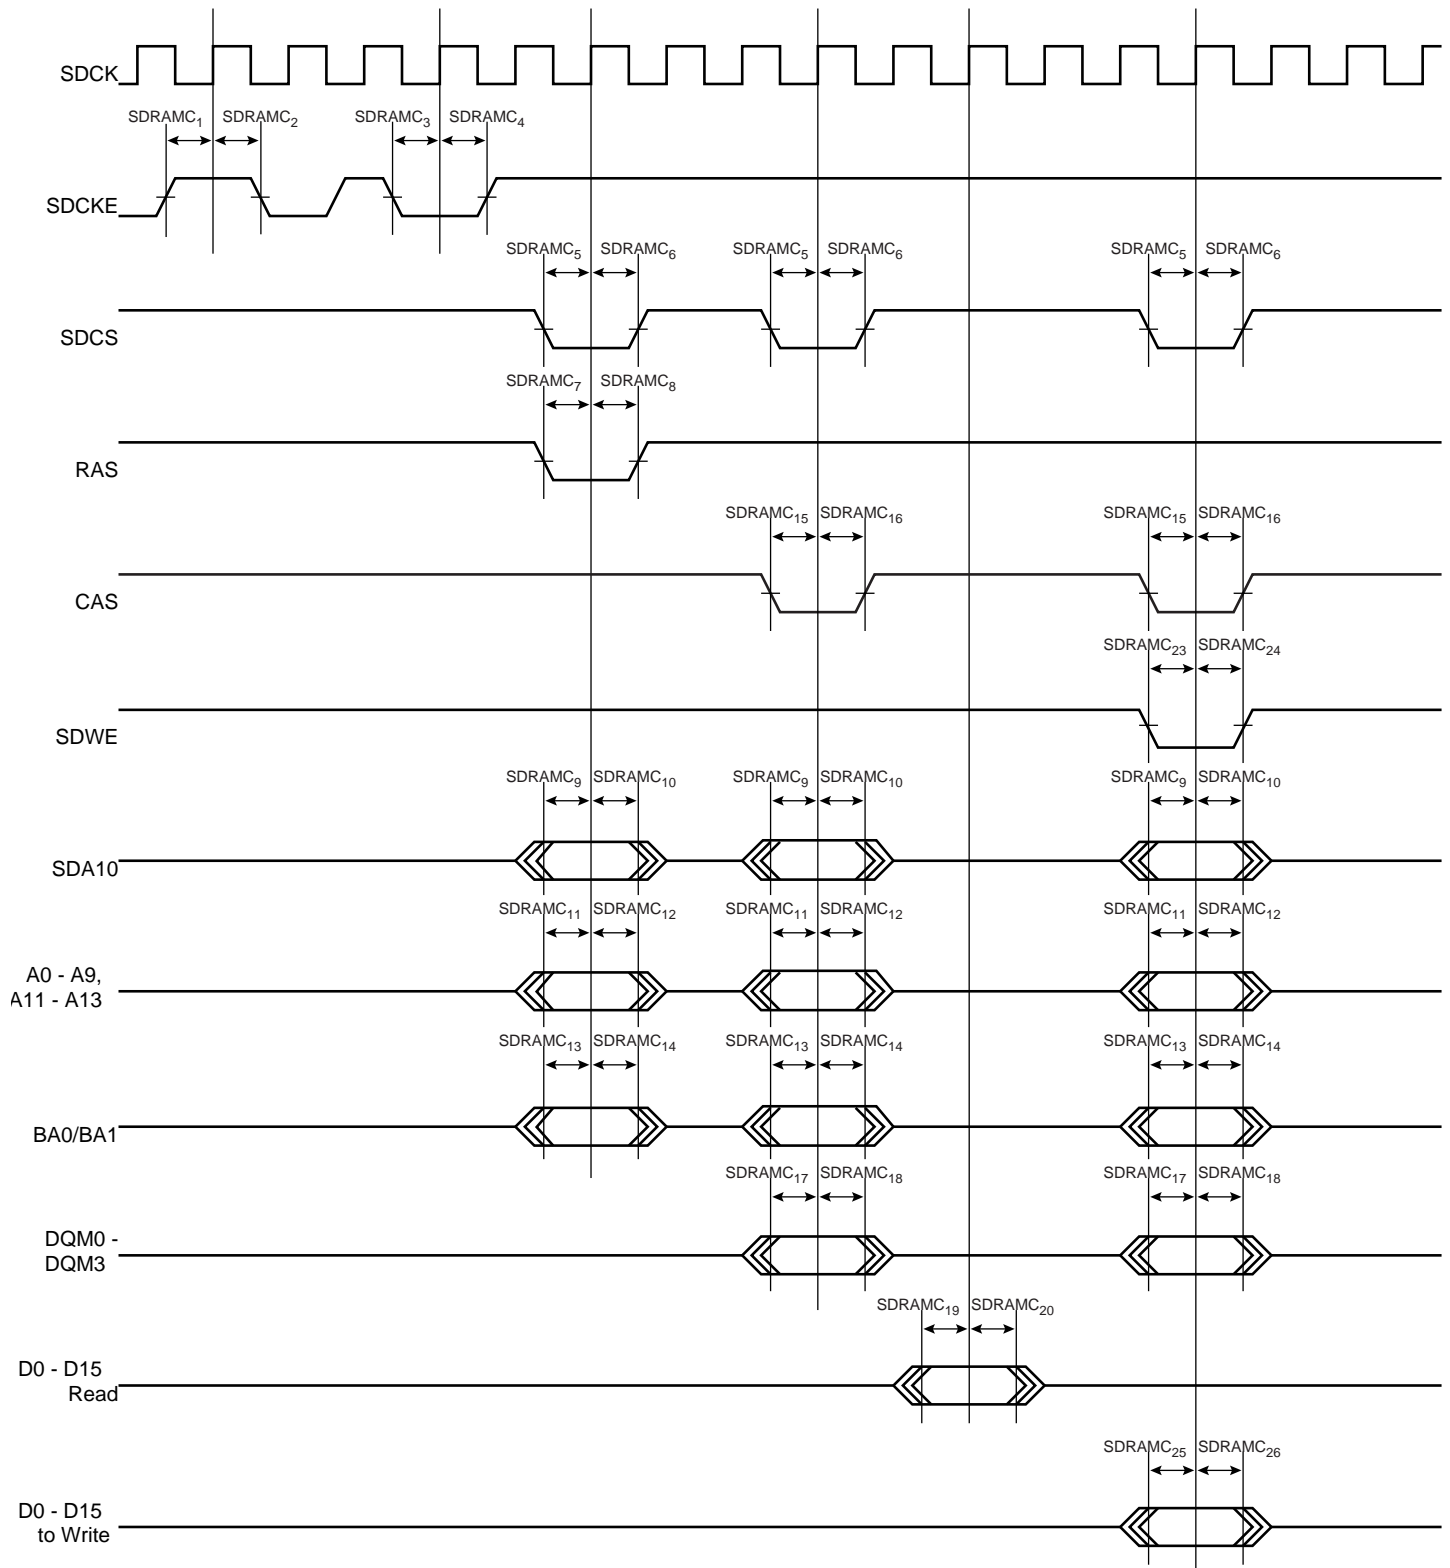 SDCK
SDRAMC1 SDRAMC2 SDRAMC3 SDRAMC4
SDCKE
SDRAMC5 SDRAMC6 SDRAMC5 SDRAMC6 SDRAMC5 SDRAMC6
SDCS
SDRAMC7 SDRAMC8
RAS
SDRAMC15 SDRAMC16 SDRAMC15 SDRAMC16
CAS
SDRAMC23 SDRAMC24
SDWE
SDRAMC9 SDRAMC10 SDRAMC9 SDRAMC10 SDRAMC9 SDRAMC10
SDA10
SDRAMC11 SDRAMC12 SDRAMC11 SDRAMC12 SDRAMC11 SDRAMC12
A0 - A9,
A11 - A13
SDRAMC13 SDRAMC14 SDRAMC13 SDRAMC14 SDRAMC13 SDRAMC14
BA0/BA1
SDRAMC17 SDRAMC18 SDRAMC17 SDRAMC18
DQM0 -
DQM3
SDRAMC19 SDRAMC20
D0 - D15
Read
SDRAMC25 SDRAMC26
D0 - D15
to Write